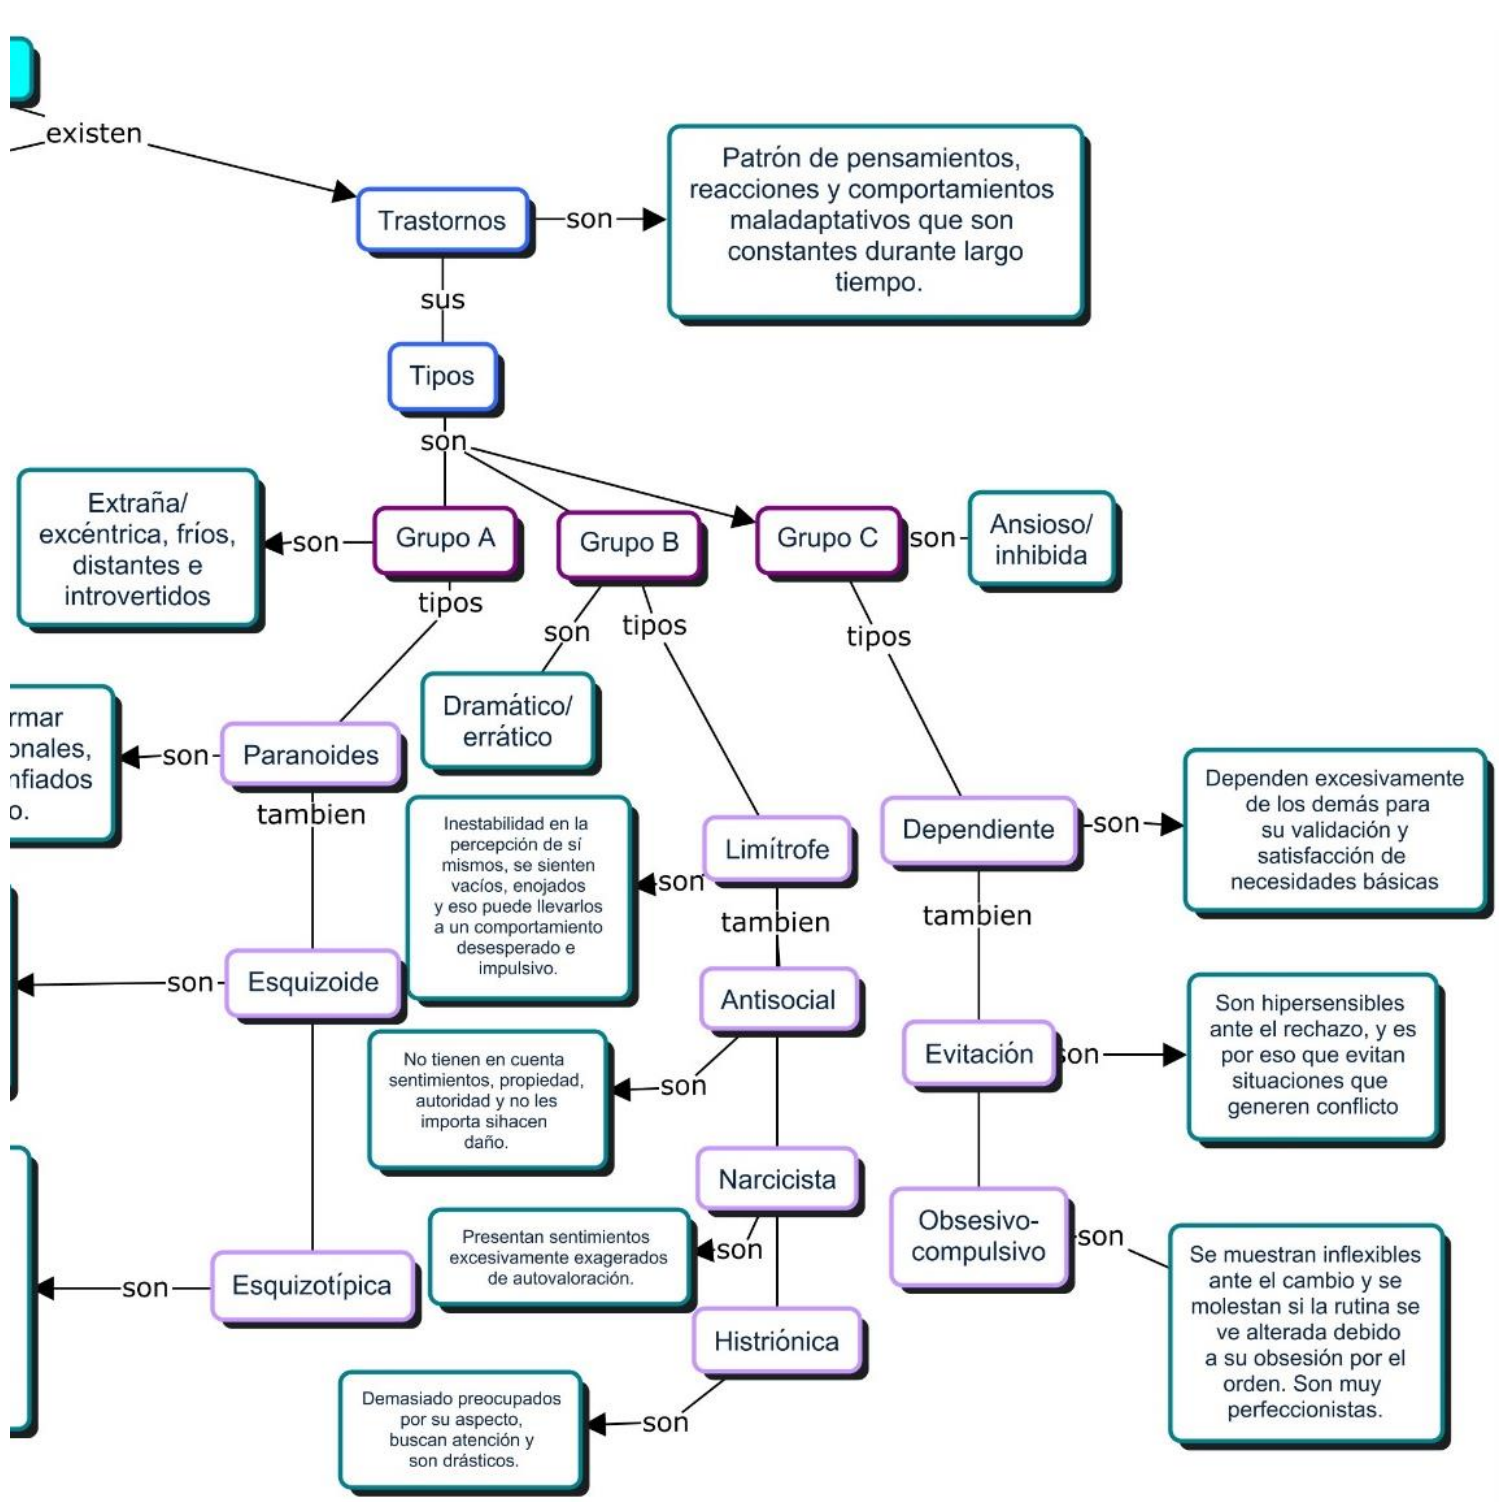 existen
Trastornos
son
Patrón de pensamientos,
reacciones y comportamientos
maladaptativos que son
constantes durante largo
tiempo.
sus
Tipos
son
Extraña/
excéntrica, fríos,
distantes e
introvertidos
son
Grupo A
Grupo B
Grupo C
son
Ansioso/
inhibida
tipos
son
tipos
tipos
Dramático/
errático
rmar
onales,
nfiados
o.
son
Paranoides
tambien
Inestabilidad en la
percepción de sí
mismos, se sienten
vacíos, enojados
y eso puede llevarlos
a un comportamiento
desesperado e
impulsivo.
son
Limítrofe
tambien
Dependiente
son
Dependen excesivamente
de los demás para
su validación y
satisfacción de
necesidades básicas
tambien
son
Esquizoide
Antisocial
No tienen en cuenta
sentimientos, propiedad,
autoridad y no les
importa sihacen
daño.
son
Evitación
son
Son hipersensibles
ante el rechazo, y es
por eso que evitan
situaciones que
generen conflicto
Narcicista
Presentan sentimientos
excesivamente exagerados
de autovaloración.
son
Obsesivo-
compulsivo
son
Se muestran inflexibles
ante el cambio y se
molestan si la rutina se
ve alterada debido
a su obsesión por el
orden. Son muy
perfeccionistas.
son
Esquizotípica
Histriónica
Demasiado preocupados
por su aspecto,
buscan atención y
son drásticos.
son